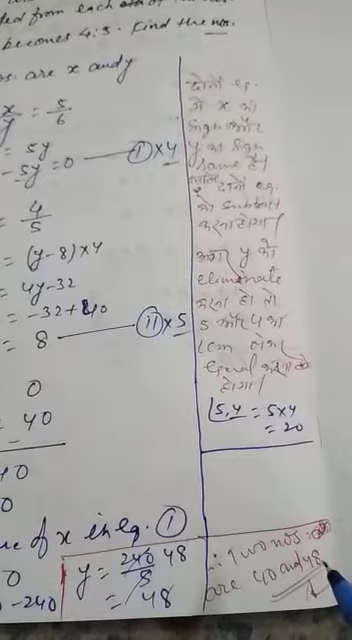 ded from each
becomes 4:3. Find the nos.
os. are x and y
x/y = 5/6
= 5y
- 5y = 0 — (i) × 4
= 4/5
= (y-8)×4
= 4y-32
= -32+40
= 8 — (ii) × 5
0
= 40
- 40
0
of x in eq. (i)
0
-240
y = 240/5 48
= 48
दोनों eq.
में x का
sign और
y का sign
same है।
इसलिए दोनों eq.
को subtract
करना होगा।
अगर y को
eliminate
करना हो तो
5 और 4 का
LCM लेकर
equal करना
होगा।
5,4 = 5×4
= 20
∴ Two nos.
are 40 and 48